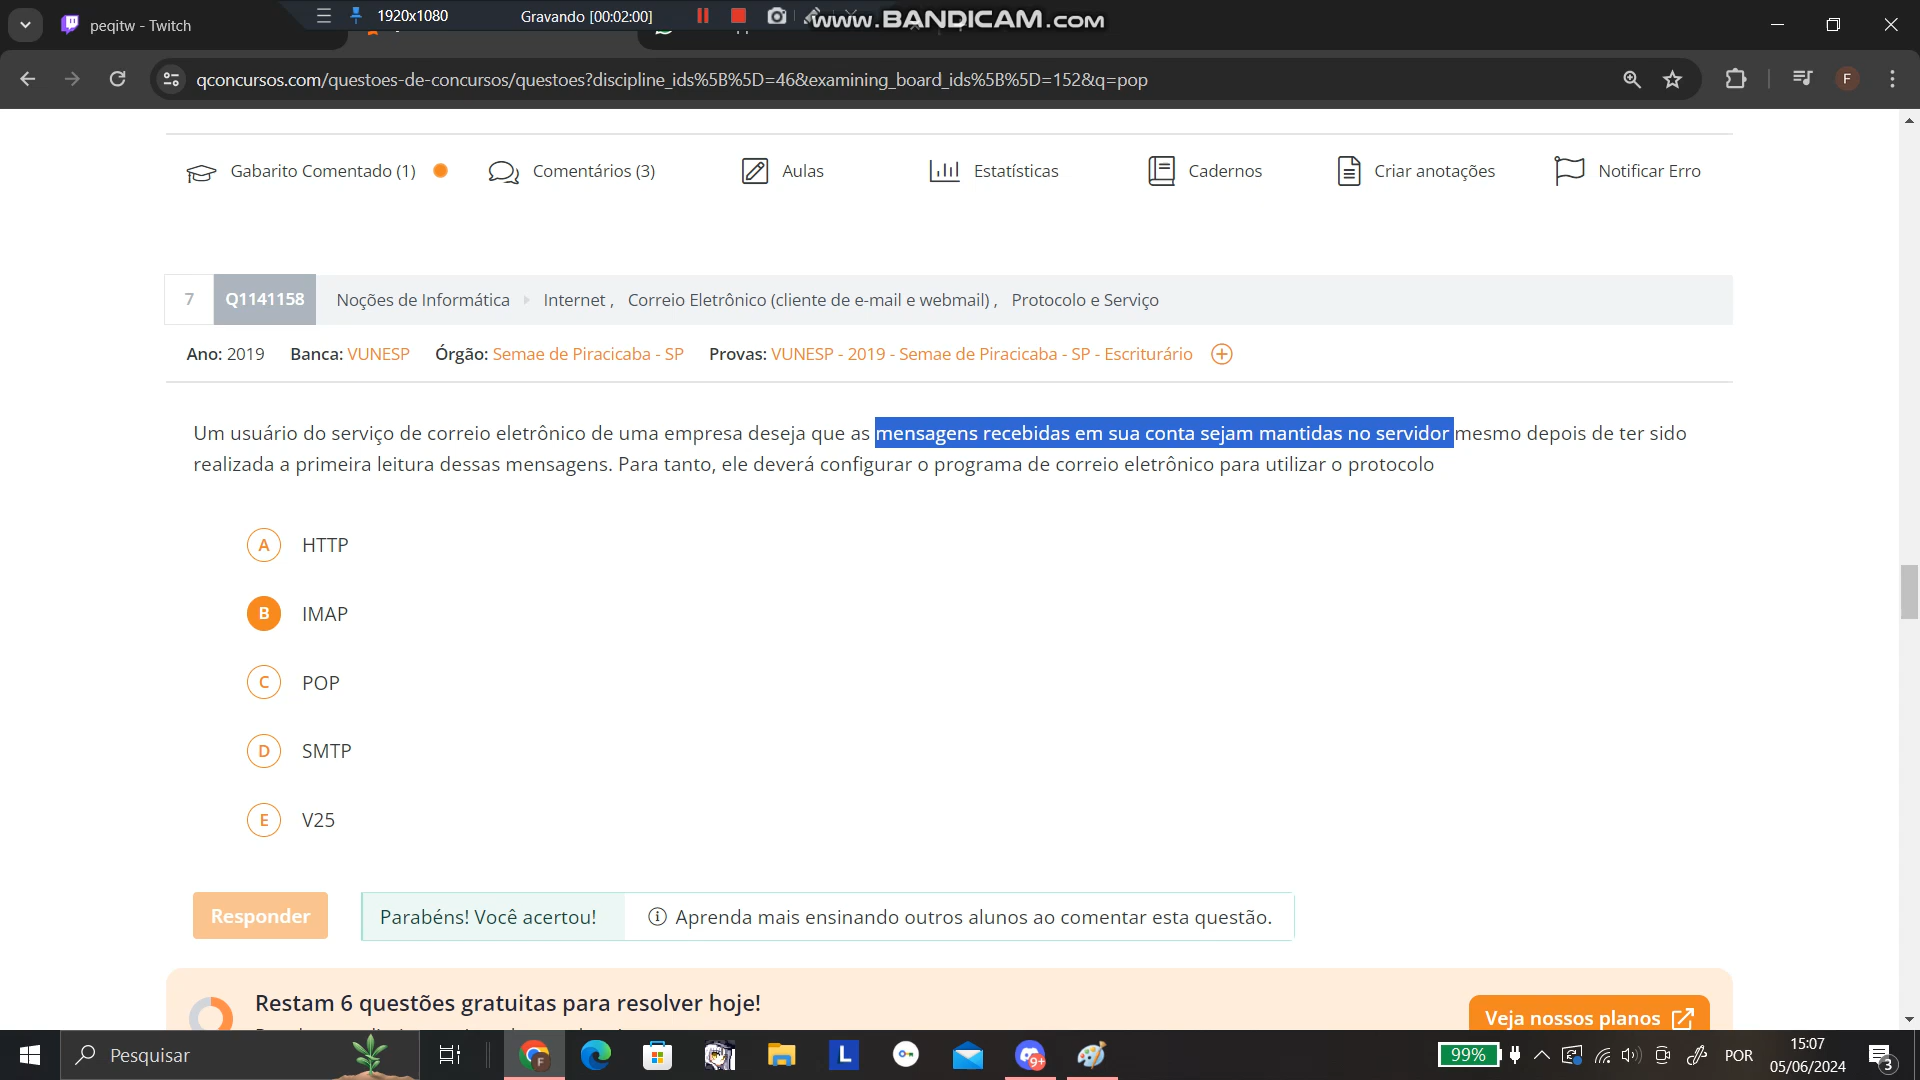 peqitw - Twitch
1920x1080
Gravando [00:02:00]
www.BANDICAM.com
qconcursos.com/questoes-de-concursos/questoes?discipline_ids%5B%5D=46&examining_board_ids%5B%5D=152&q=pop
F
Gabarito Comentado (1)
Comentários (3)
Aulas
Estatísticas
Cadernos
Criar anotações
Notificar Erro
7 Q1141158 Noções de Informática Internet , Correio Eletrônico (cliente de e-mail e webmail) , Protocolo e Serviço
Ano: 2019 Banca: VUNESP Órgão: Semae de Piracicaba - SP Provas: VUNESP - 2019 - Semae de Piracicaba - SP - Escriturário
Um usuário do serviço de correio eletrônico de uma empresa deseja que as mensagens recebidas em sua conta sejam mantidas no servidor mesmo depois de ter sido
realizada a primeira leitura dessas mensagens. Para tanto, ele deverá configurar o programa de correio eletrônico para utilizar o protocolo
A HTTP
B IMAP
C POP
D SMTP
E V25
Responder
Parabéns! Você acertou!
Aprenda mais ensinando outros alunos ao comentar esta questão.
Restam 6 questões gratuitas para resolver hoje!
Veja nossos planos
Pesquisar
F
L
9+
99%
POR
15:07
05/06/2024
3